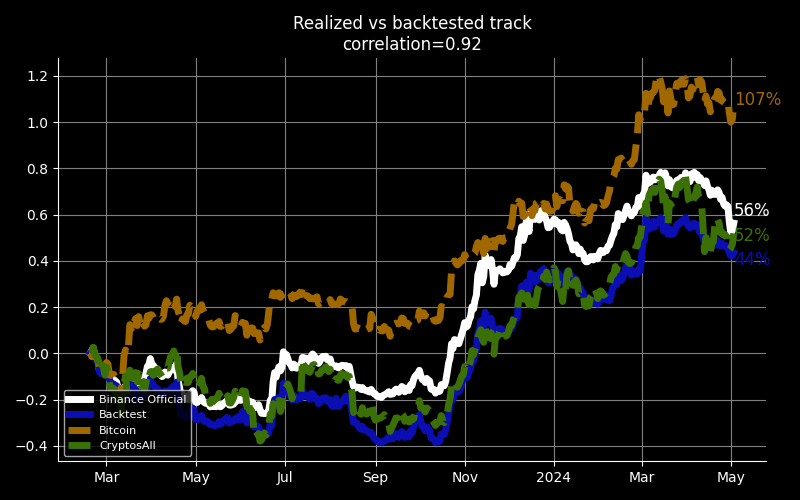 Realized vs backtested track
correlation=0.92
1.2
1.0
0.8
0.6
0.4
0.2
0.0
−0.2
−0.4
107%
56%
52%
44%
Binance Official
Backtest
Bitcoin
CryptosAll
Mar May Jul Sep Nov 2024 Mar May